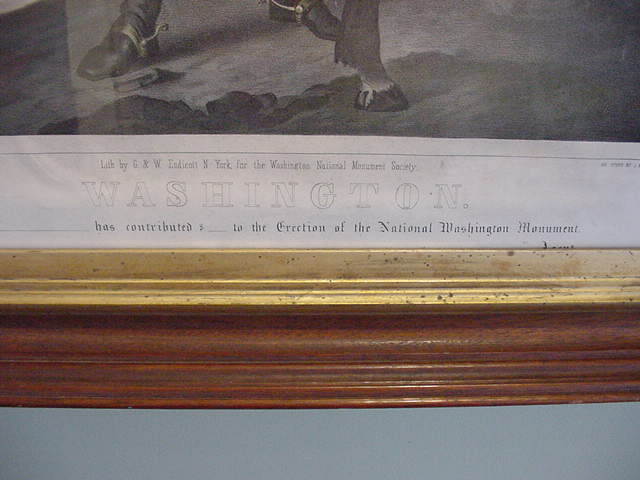 Lith by G. & W. Endicott N. York, for the Washington National Monument Society.
WASHINGTON.
has contributed $ ___ to the Erection of the National Washington Monument.